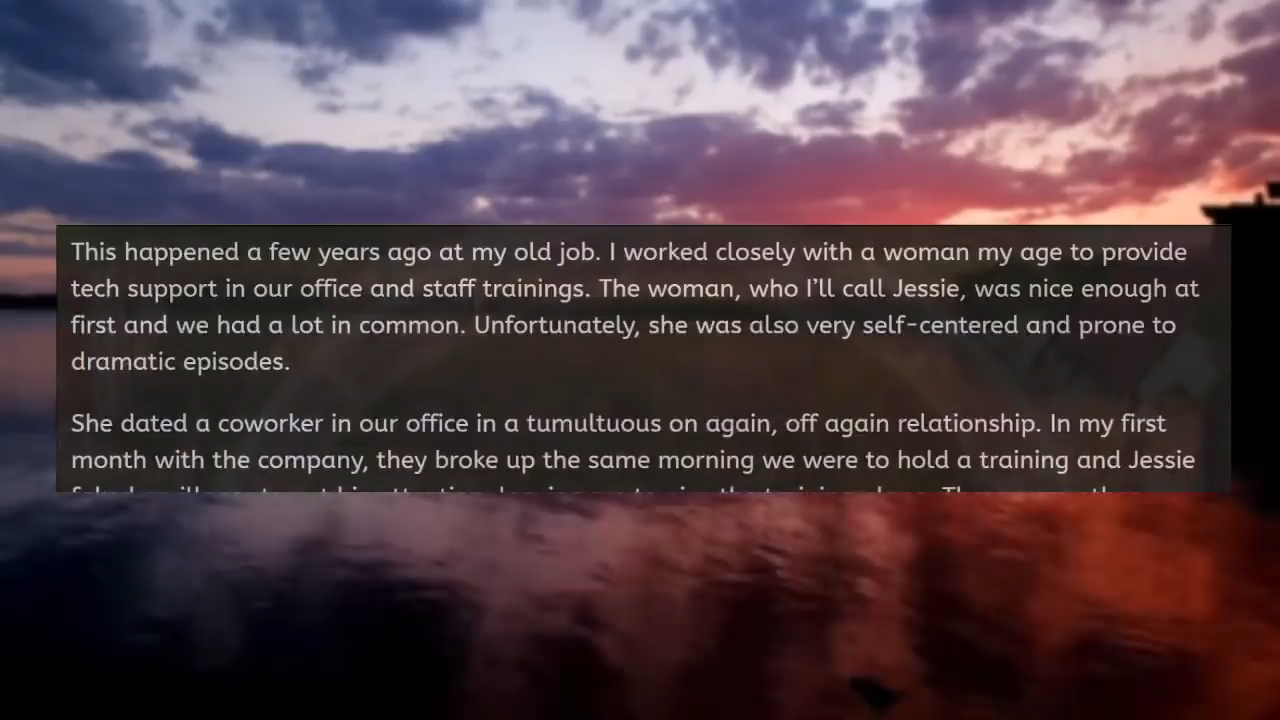 This happened a few years ago at my old job. I worked closely with a woman my age to provide
tech support in our office and staff trainings. The woman, who I’ll call Jessie, was nice enough at
first and we had a lot in common. Unfortunately, she was also very self-centered and prone to
dramatic episodes.
She dated a coworker in our office in a tumultuous on again, off again relationship. In my first
month with the company, they broke up the same morning we were to hold a training and Jessie